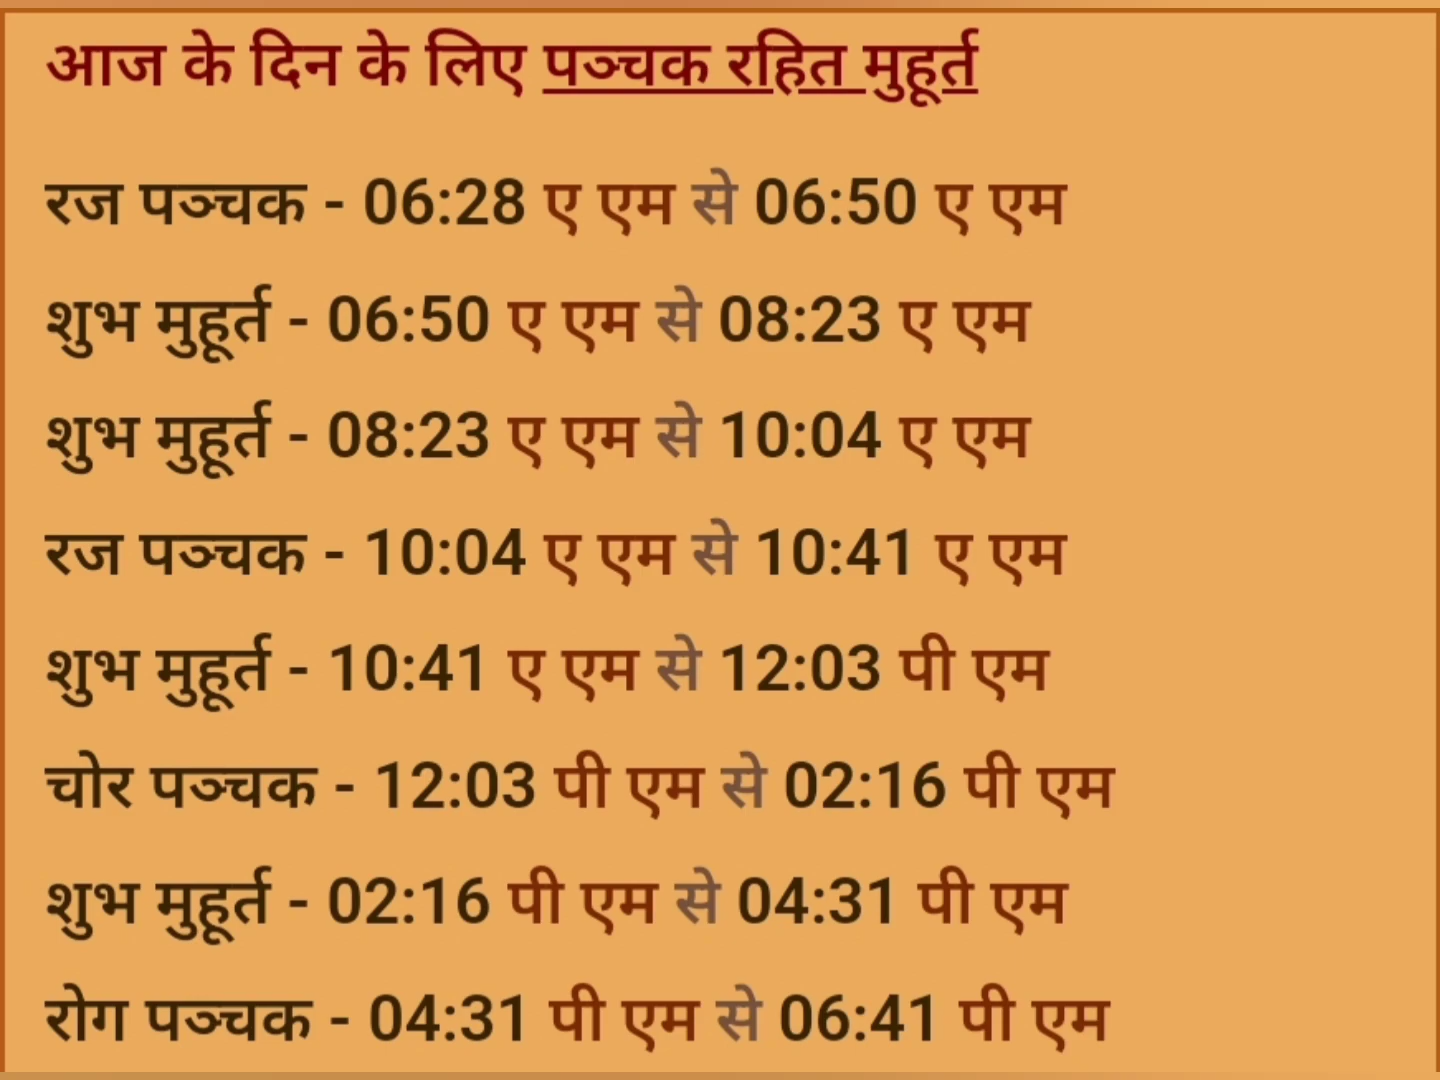 आज के दिन के लिए पञ्चक रहित मुहूर्त
रज पञ्चक - 06:28 ए एम से 06:50 ए एम
शुभ मुहूर्त - 06:50 ए एम से 08:23 ए एम
शुभ मुहूर्त - 08:23 ए एम से 10:04 ए एम
रज पञ्चक - 10:04 ए एम से 10:41 ए एम
शुभ मुहूर्त - 10:41 ए एम से 12:03 पी एम
चोर पञ्चक - 12:03 पी एम से 02:16 पी एम
शुभ मुहूर्त - 02:16 पी एम से 04:31 पी एम
रोग पञ्चक - 04:31 पी एम से 06:41 पी एम